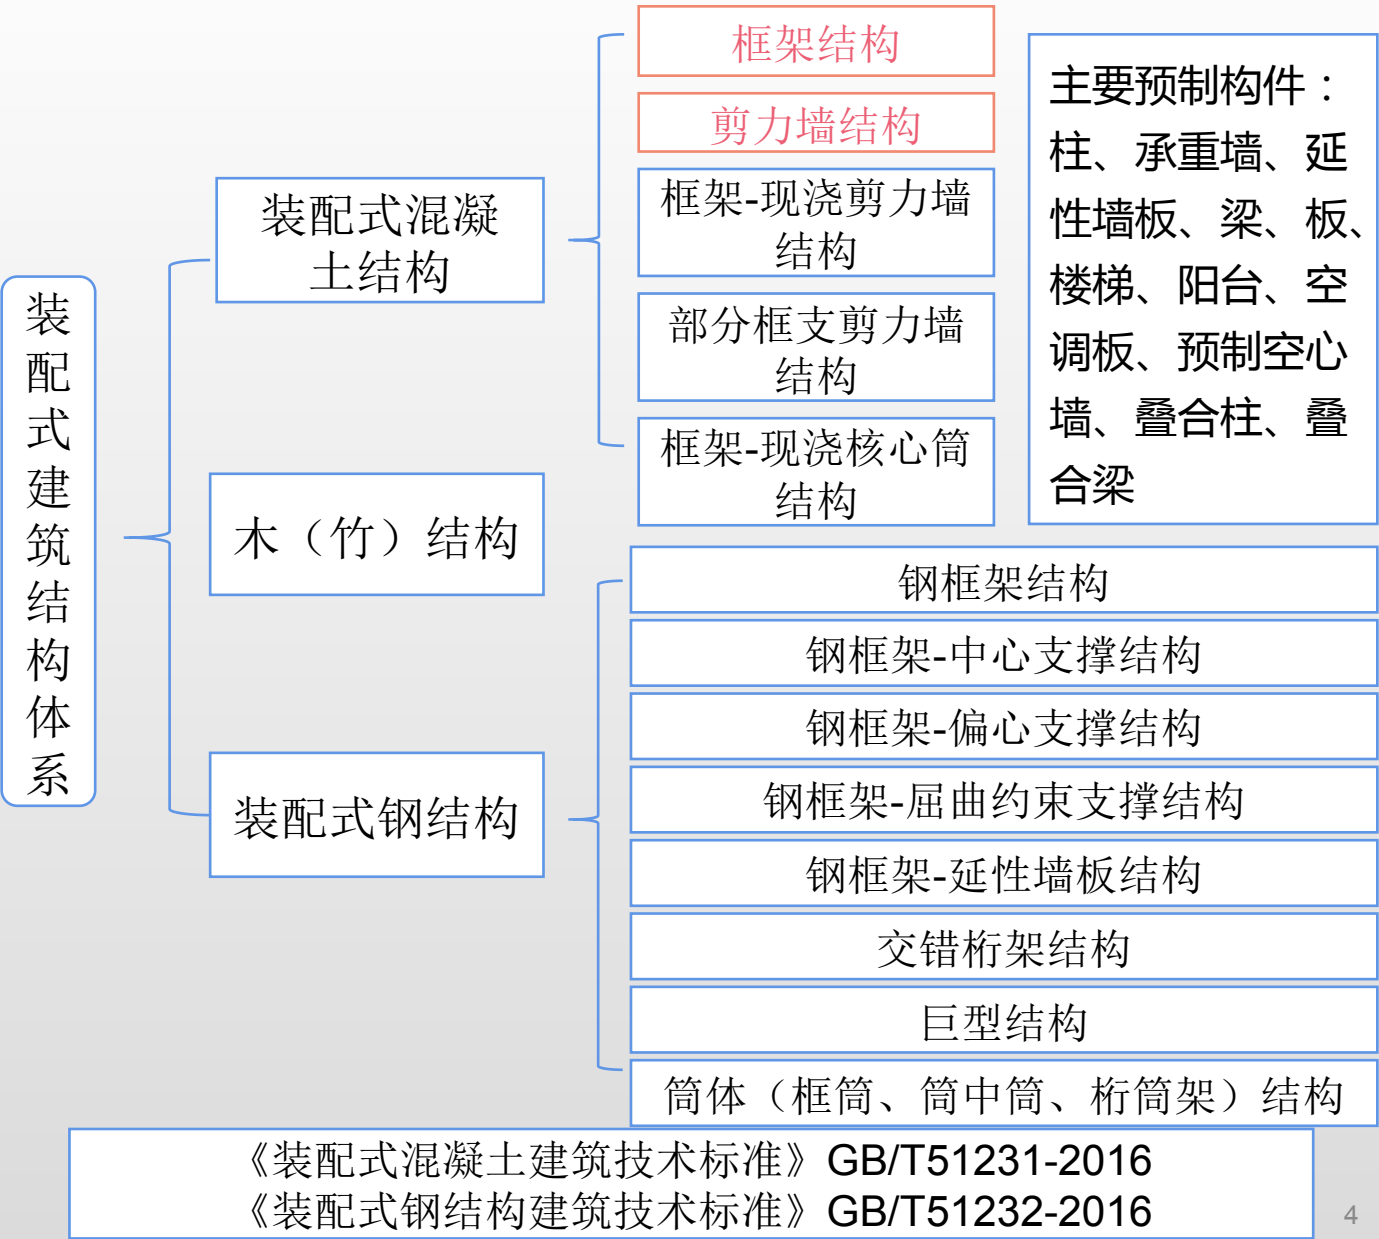 装配式建筑结构体系
装配式混凝
土结构
木（竹）结构
装配式钢结构
框架结构
剪力墙结构
框架-现浇剪力墙
结构
部分框支剪力墙
结构
框架-现浇核心筒
结构
主要预制构件：
柱、承重墙、延
性墙板、梁、板、
楼梯、阳台、空
调板、预制空心
墙、叠合柱、叠
合梁
钢框架结构
钢框架-中心支撑结构
钢框架-偏心支撑结构
钢框架-屈曲约束支撑结构
钢框架-延性墙板结构
交错桁架结构
巨型结构
筒体（框筒、筒中筒、桁筒架）结构
《装配式混凝土建筑技术标准》GB/T51231-2016
《装配式钢结构建筑技术标准》GB/T51232-2016
4